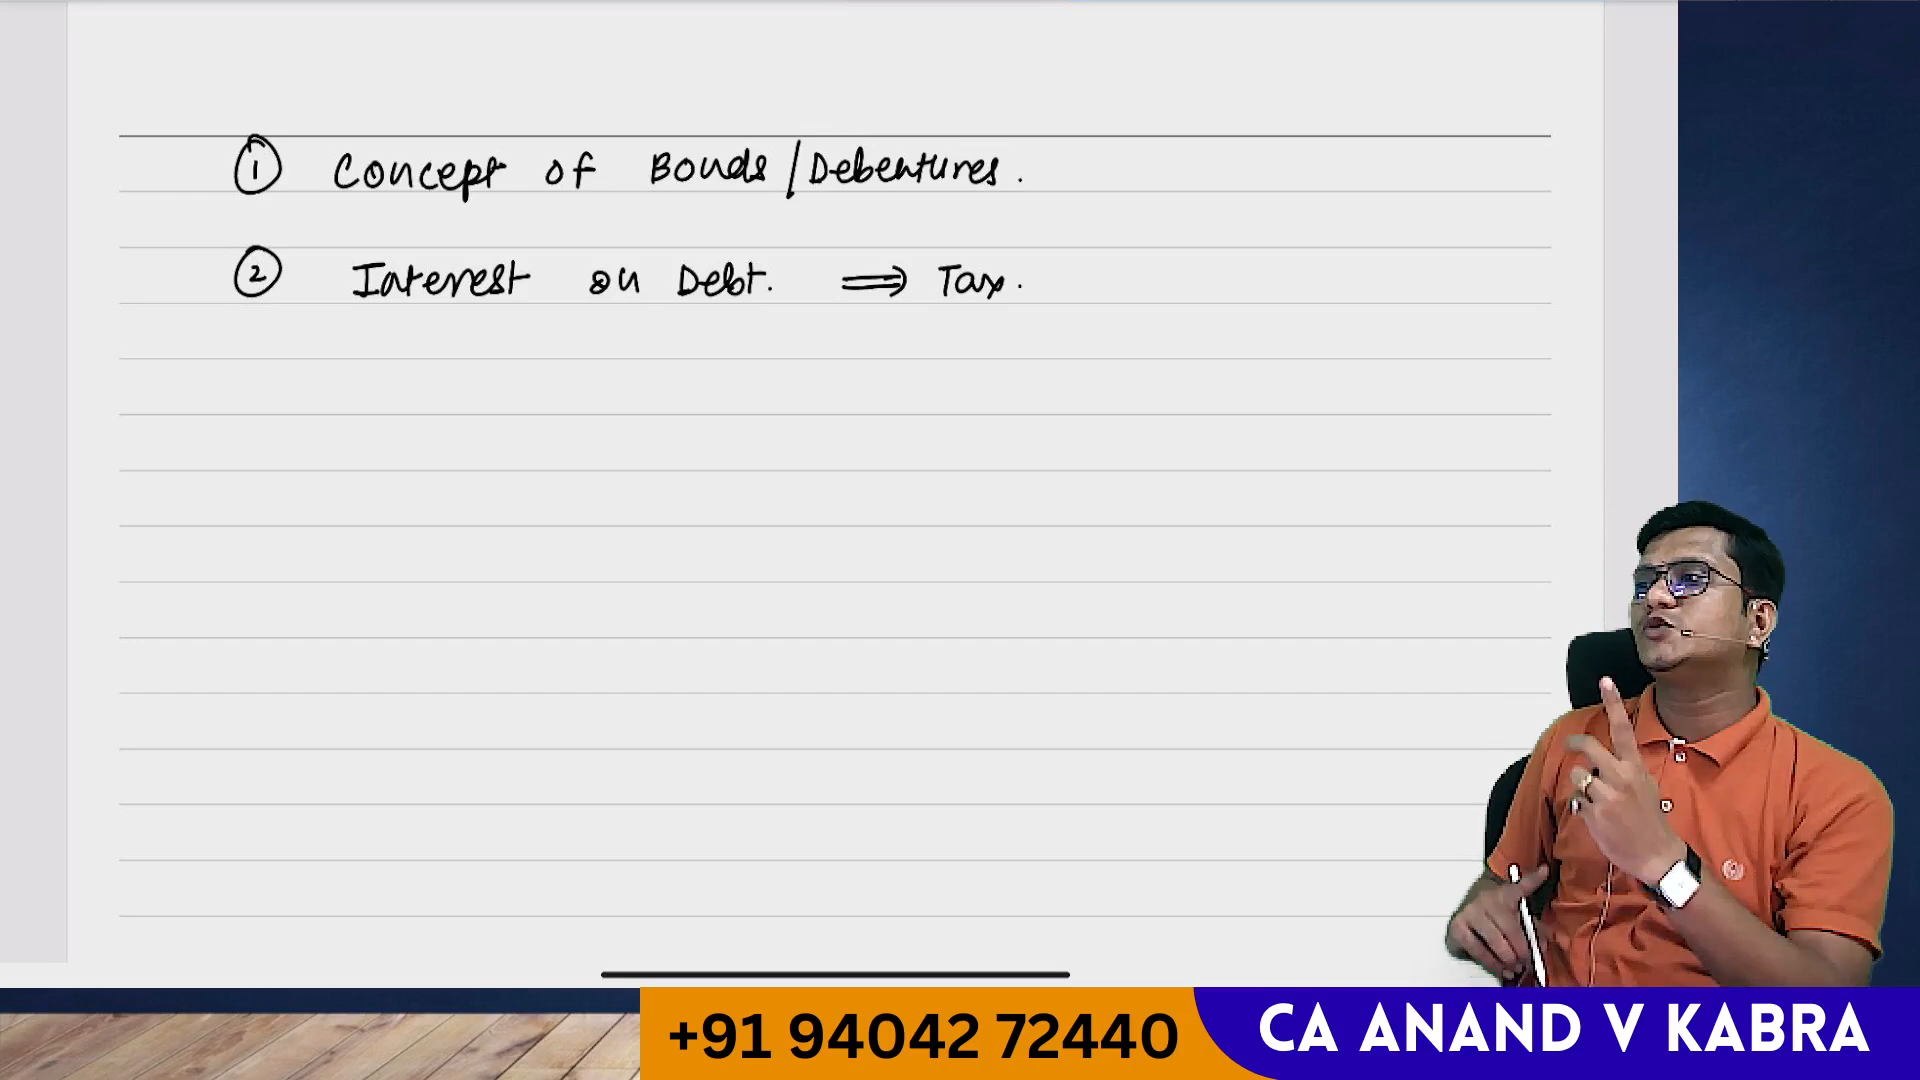 ① Concept of Bonds/Debentures.
② Interest on Debt. ⟹ Tax.
+91 94042 72440
CA ANAND V KABRA